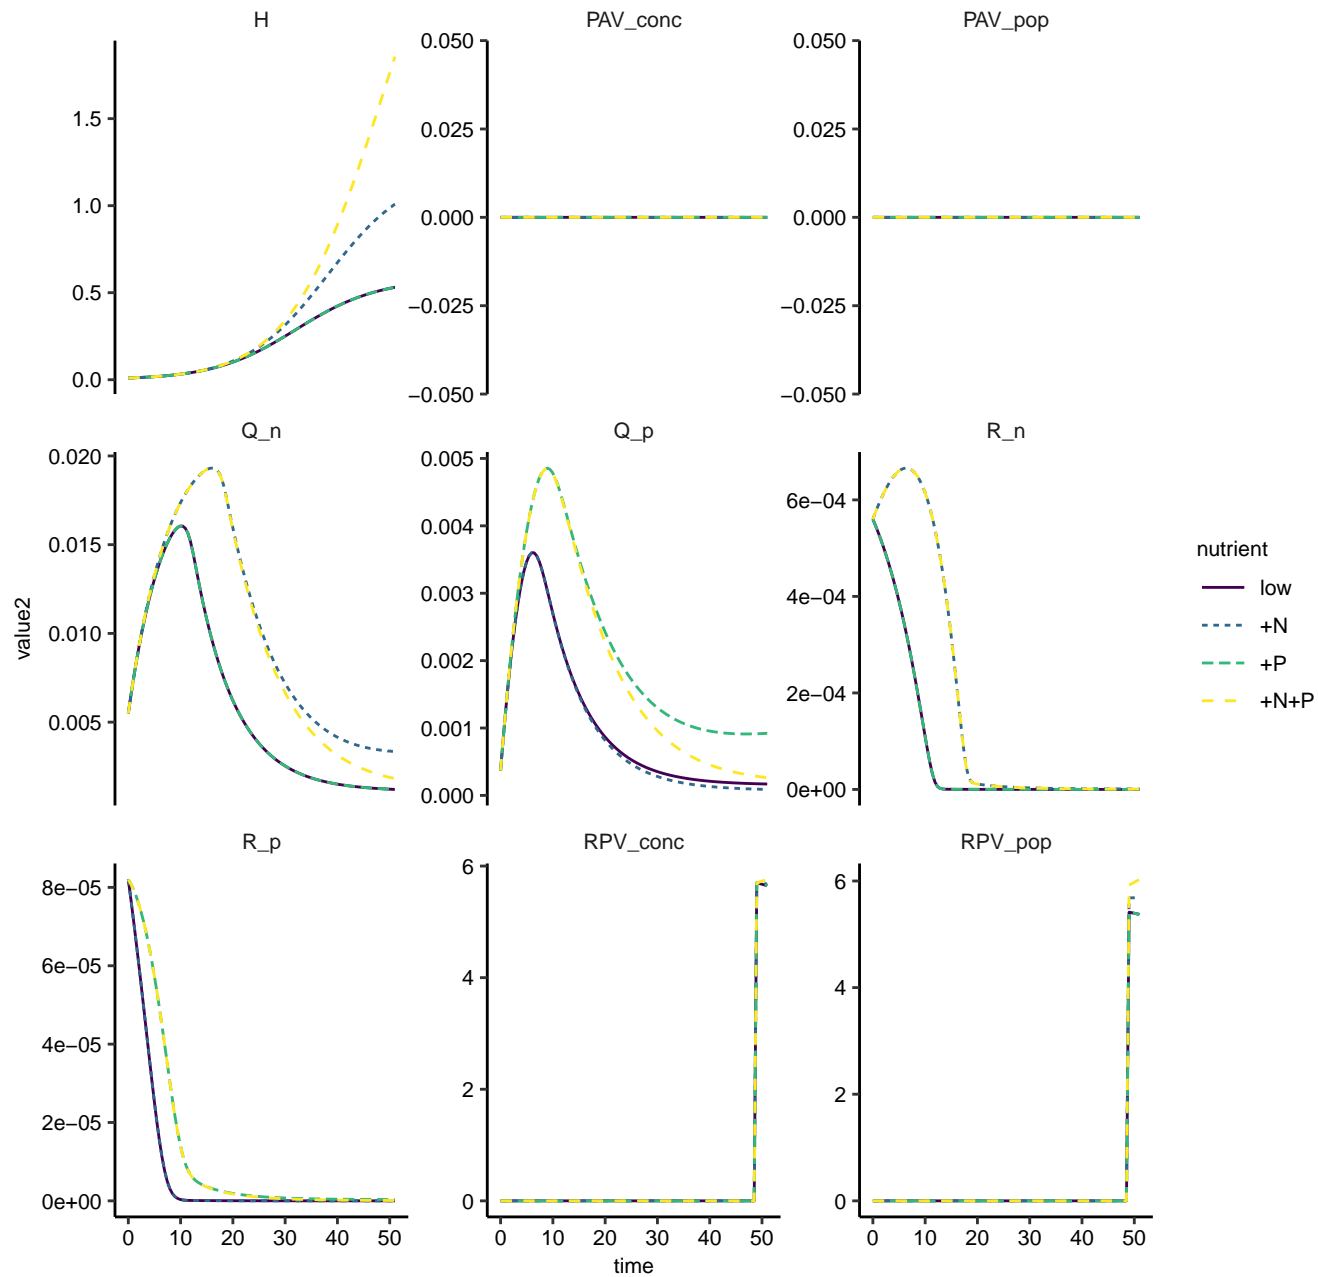 H
PAV_conc
PAV_pop
1.5
1.0
0.5
0.0
0.050
0.025
0.000
−0.025
−0.050
0.050
0.025
0.000
−0.025
−0.050
Q_n
Q_p
R_n
0.020
0.015
0.010
0.005
0.005
0.004
0.003
0.002
0.001
0.000
6e−04
4e−04
2e−04
0e+00
value2
nutrient
low
+N
+P
+N+P
R_p
RPV_conc
RPV_pop
8e−05
6e−05
4e−05
2e−05
0e+00
6
4
2
0
6
4
2
0
0 10 20 30 40 50
0 10 20 30 40 50
0 10 20 30 40 50
time